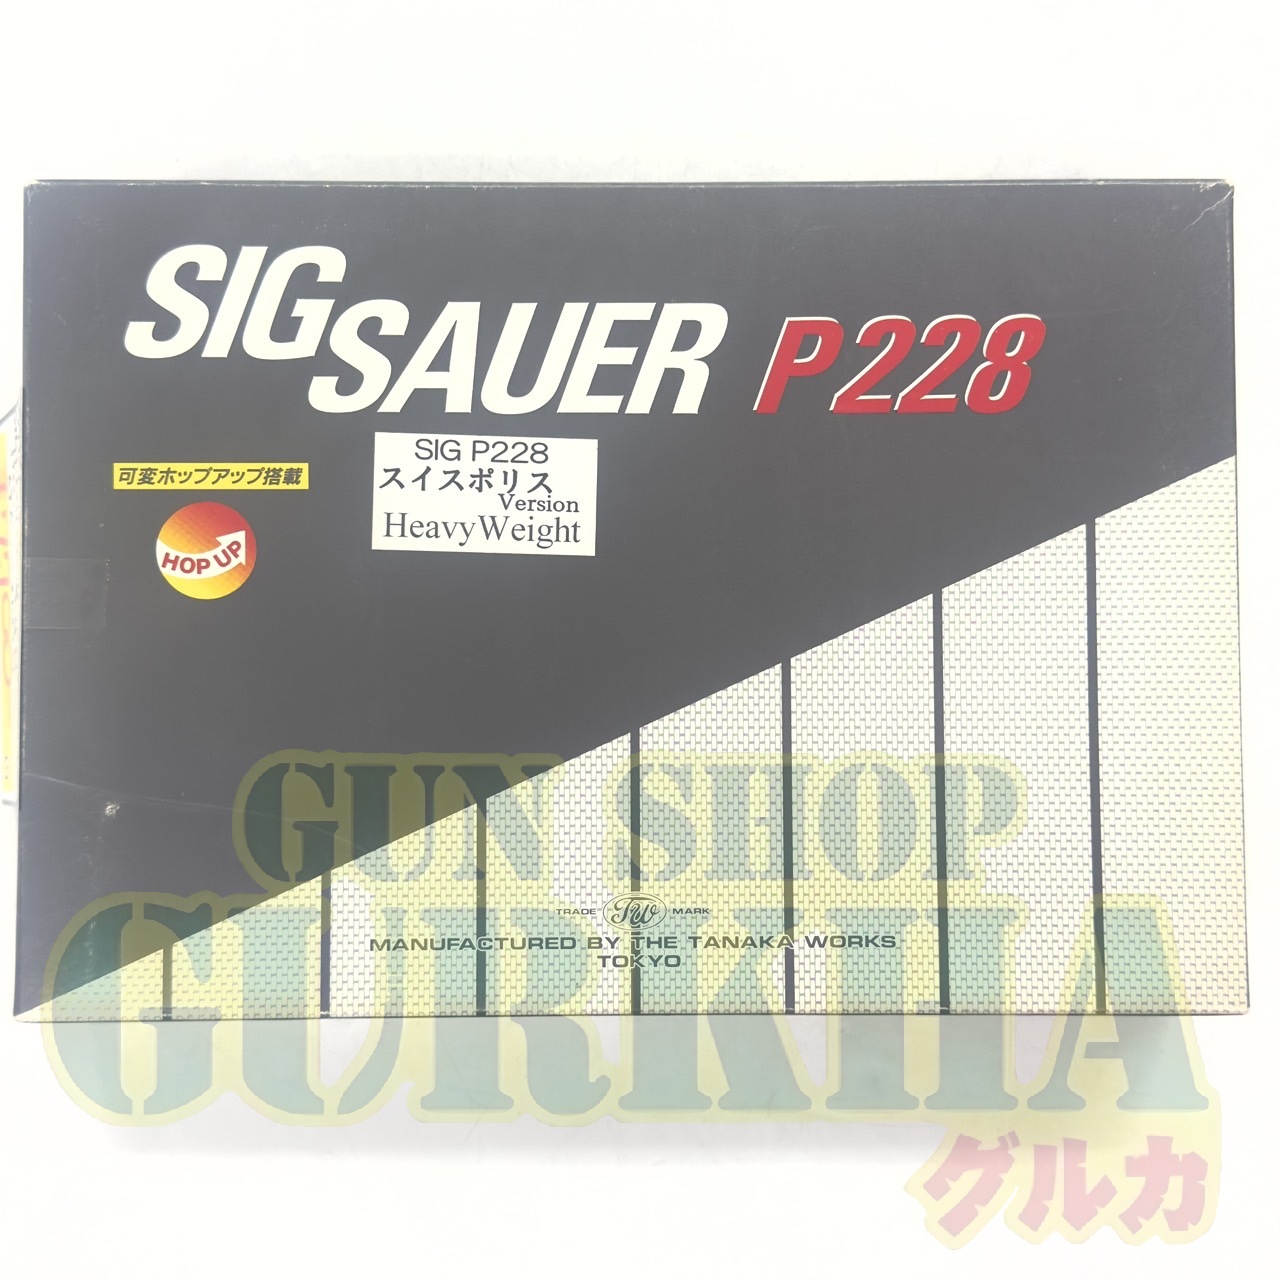 SIG
SAUER P228
SIG P228
スイスポリス
Version
HeavyWeight
可変ホップアップ搭載
HOP UP
GUN SHOP
TRADE TW MARK
MANUFACTURED BY THE TANAKA WORKS
TOKYO
GURKHA
グルカ